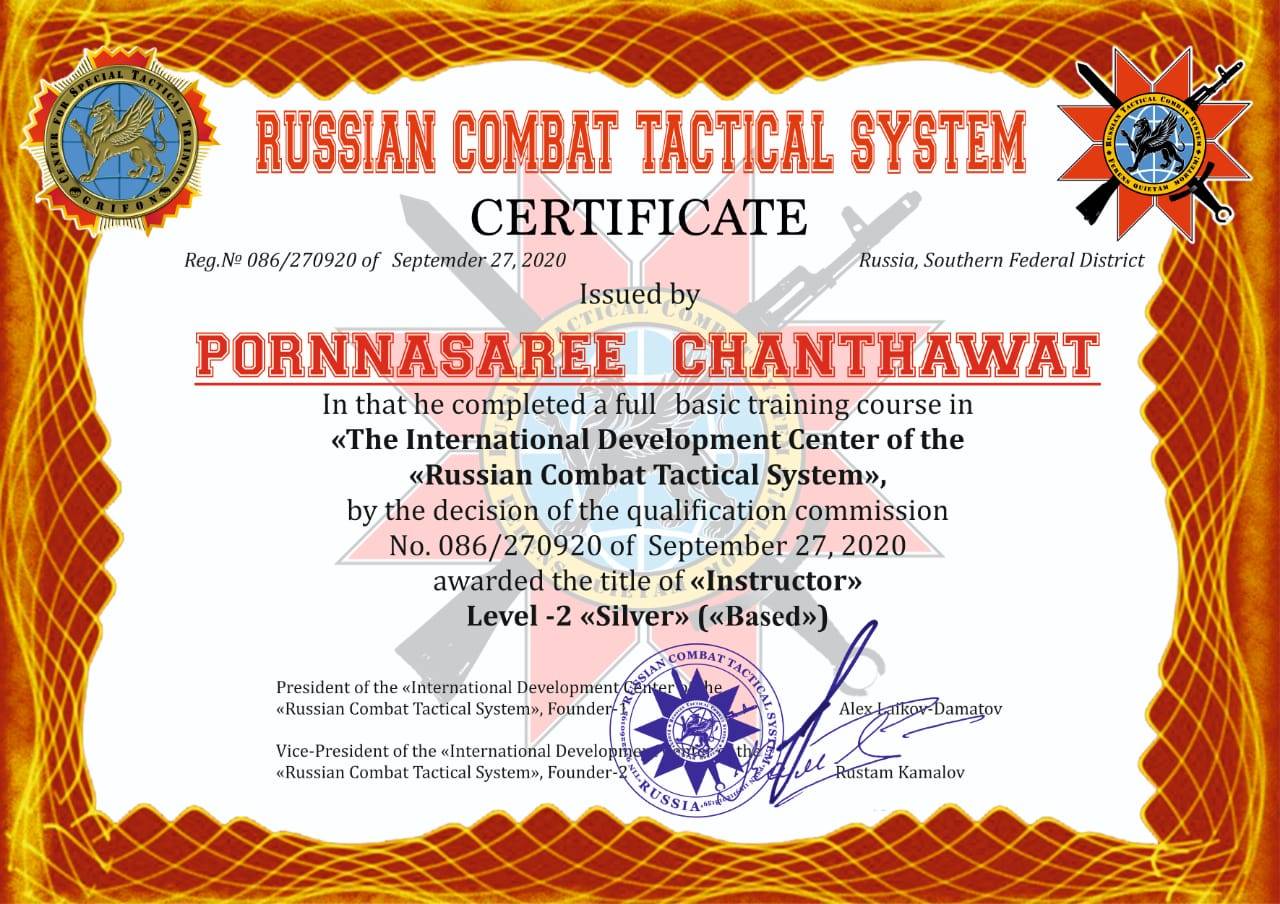 RUSSIAN COMBAT TACTICAL SYSTEM
CERTIFICATE
CENTER FOR SPECIAL TACTICAL TRAINING
GRIFON
RUSSIAN TACTICAL COMBAT SYSTEM
FERENS QUIETAM MORTEM!
Reg.№ 086/270920 of Septemder 27, 2020
Russia, Southern Federal District
Issued by
PORNNASAREE CHANTHAWAT
In that he completed a full basic training course in
«The International Development Center of the
«Russian Combat Tactical System»,
by the decision of the qualification commission
No. 086/270920 of September 27, 2020
awarded the title of «Instructor»
Level -2 «Silver» («Based»)
President of the «International Development Center of the
«Russian Combat Tactical System», Founder-1
Alex Laikov-Damatov
Vice-President of the «International Development Center of the
«Russian Combat Tactical System», Founder-2
Rustam Kamalov
RUSSIAN COMBAT TACTICAL SYSTEM
RUSSIA